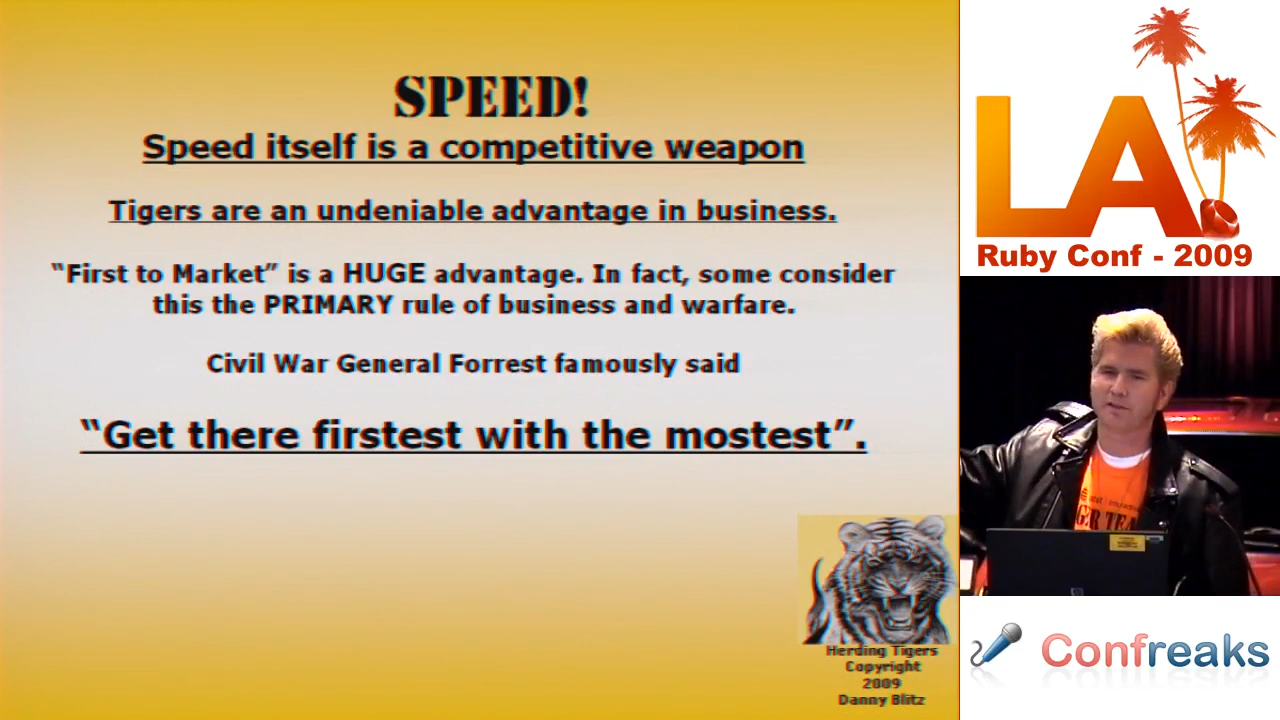 SPEED!
Speed itself is a competitive weapon
Tigers are an undeniable advantage in business.
“First to Market” is a HUGE advantage. In fact, some consider
this the PRIMARY rule of business and warfare.
Civil War General Forrest famously said
“Get there firstest with the mostest”.
Herding Tigers
Copyright
2009
Danny Blitz
LA
Ruby Conf - 2009
Confreaks